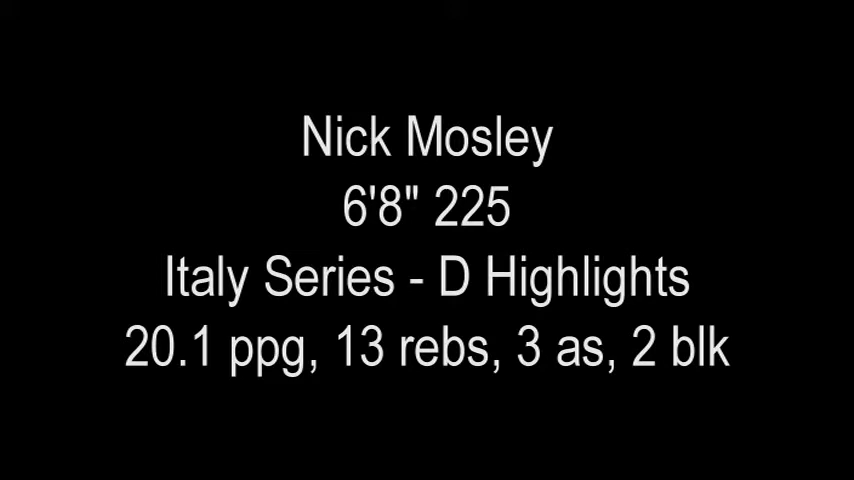 Nick Mosley
6'8" 225
Italy Series - D Highlights
20.1 ppg, 13 rebs, 3 as, 2 blk